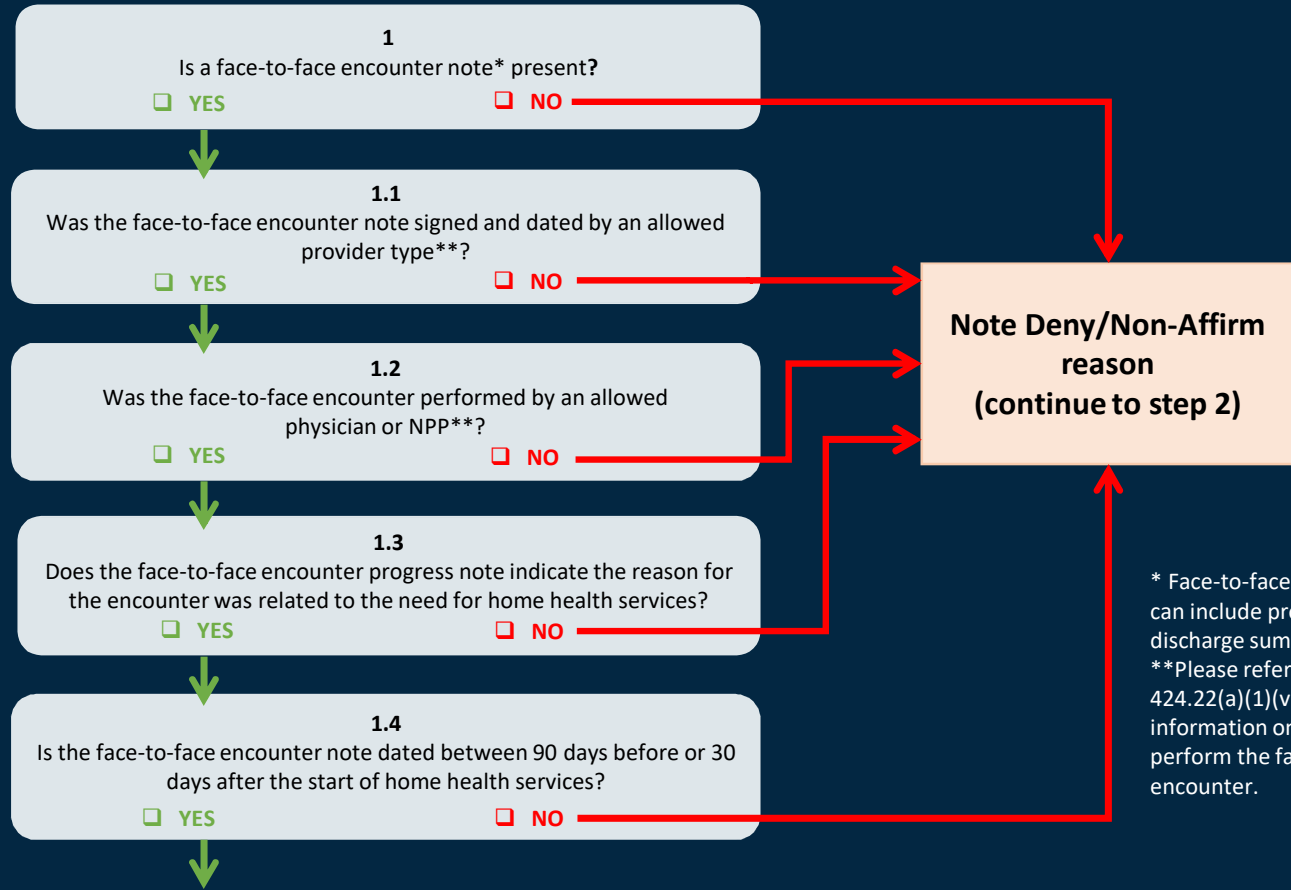 1
Is a face-to-face encounter note* present?
❑ YES ❑ NO
1.1
Was the face-to-face encounter note signed and dated by an allowed
provider type**?
❑ YES ❑ NO
1.2
Was the face-to-face encounter performed by an allowed
physician or NPP**?
❑ YES ❑ NO
1.3
Does the face-to-face encounter progress note indicate the reason for
the encounter was related to the need for home health services?
❑ YES ❑ NO
1.4
Is the face-to-face encounter note dated between 90 days before or 30
days after the start of home health services?
❑ YES ❑ NO
Note Deny/Non-Affirm
reason
(continue to step 2)
* Face-to-face
can include
discharge
**Please refer
424.22(a)(1)(v
information
perform the
encounter.